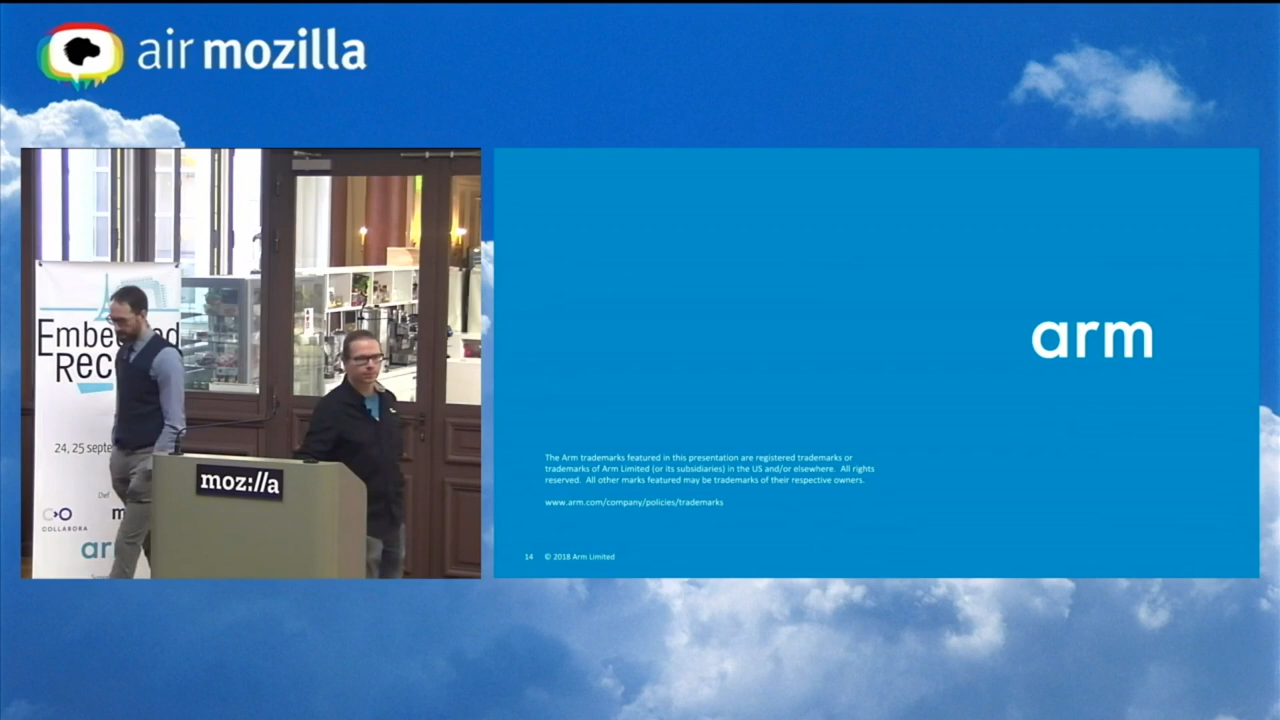 air mozilla
Embe d
Rec
24, 25 septe
COLLABORA
m
ar
moz://a
arm
The Arm trademarks featured in this presentation are registered trademarks or
trademarks of Arm Limited (or its subsidiaries) in the US and/or elsewhere. All rights
reserved. All other marks featured may be trademarks of their respective owners.
www.arm.com/company/policies/trademarks
14 © 2018 Arm Limited